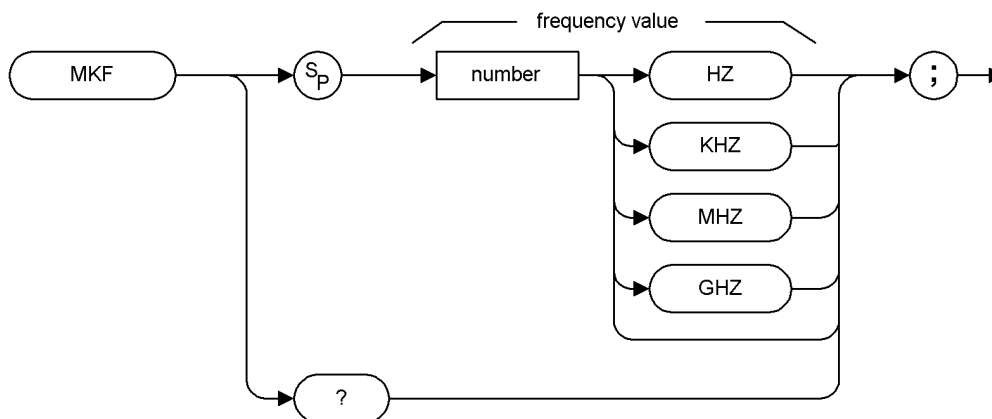 frequency value
MKF
SP
number
HZ
;
KHZ
MHZ
GHZ
?